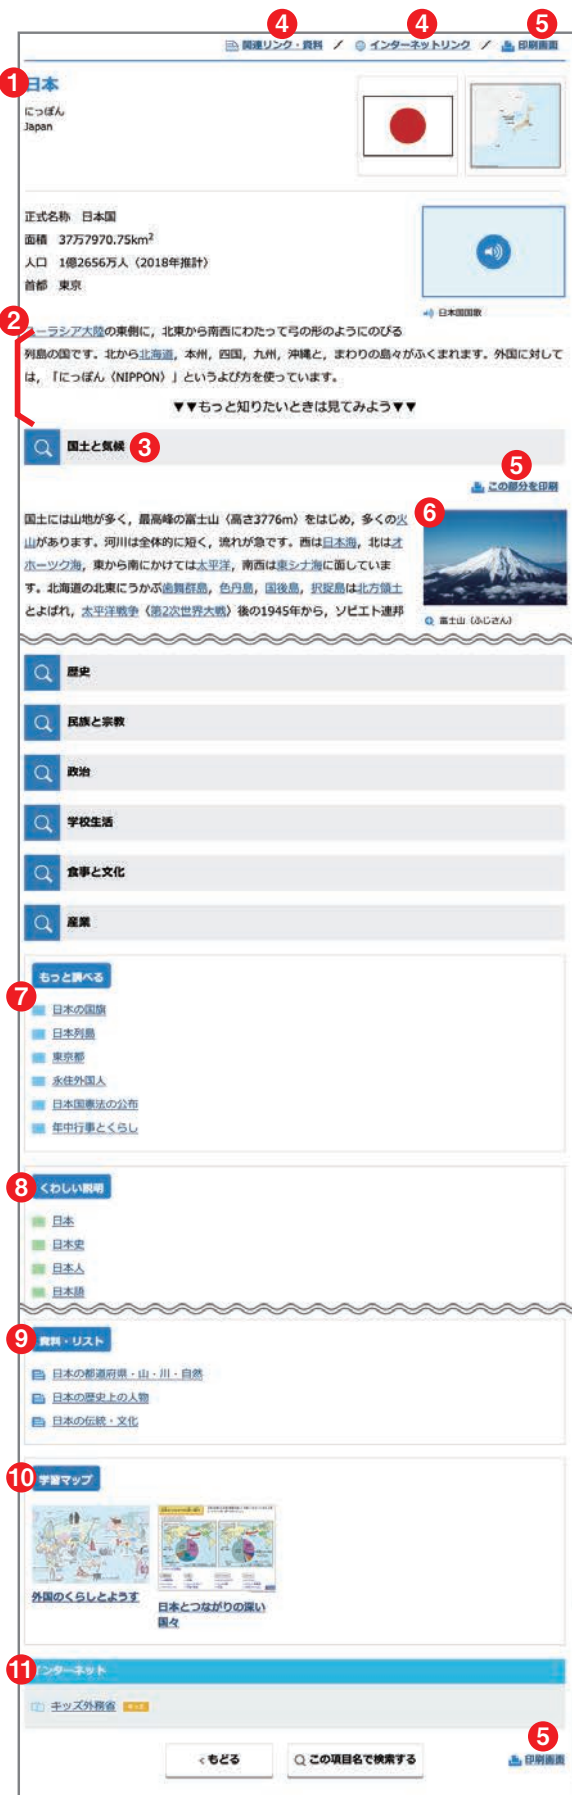 4 4 5
関連リンク・資料 / インターネットリンク / 印刷画面
1 日本
にっぽん
Japan
正式名称 日本国
面積 37万7970.75km²
人口 1億2656万人（2018年推計）
首都 東京
日本国国歌
2
ユーラシア大陸の東側に，北東から南西にわたって弓の形のようにのびる
列島の国です。北から北海道，本州，四国，九州，沖縄と，まわりの島々がふくまれます。外国に対して
は，「にっぽん（NIPPON）」というよび方を使っています。
▼▼もっと知りたいときは見てみよう▼▼
国土と気候 3
5
この部分を印刷
6
国土には山地が多く，最高峰の富士山（高さ3776m）をはじめ，多くの火
山があります。河川は全体的に短く，流れが急です。西は日本海，北はオ
ホーツク海，東から南にかけては太平洋，南西は東シナ海に面していま
す。北海道の北東にうかぶ歯舞群島，色丹島，国後島，択捉島は北方領土
とよばれ，太平洋戦争（第2次世界大戦）後の1945年から，ソビエト連邦
富士山（ふじさん）
歴史
民族と宗教
政治
学校生活
食事と文化
産業
もっと調べる
7
日本の国旗
日本列島
東京都
永住外国人
日本国憲法の公布
年中行事とくらし
8 くわしい説明
日本
日本史
日本人
日本語
9 資料・リスト
日本の都道府県・山・川・自然
日本の歴史上の人物
日本の伝統・文化
10 学習マップ
外国のくらしとようす
日本とつながりの深い
国々
11 インターネット
キッズ外務省
5
＜もどる この項目名で検索する 印刷画面